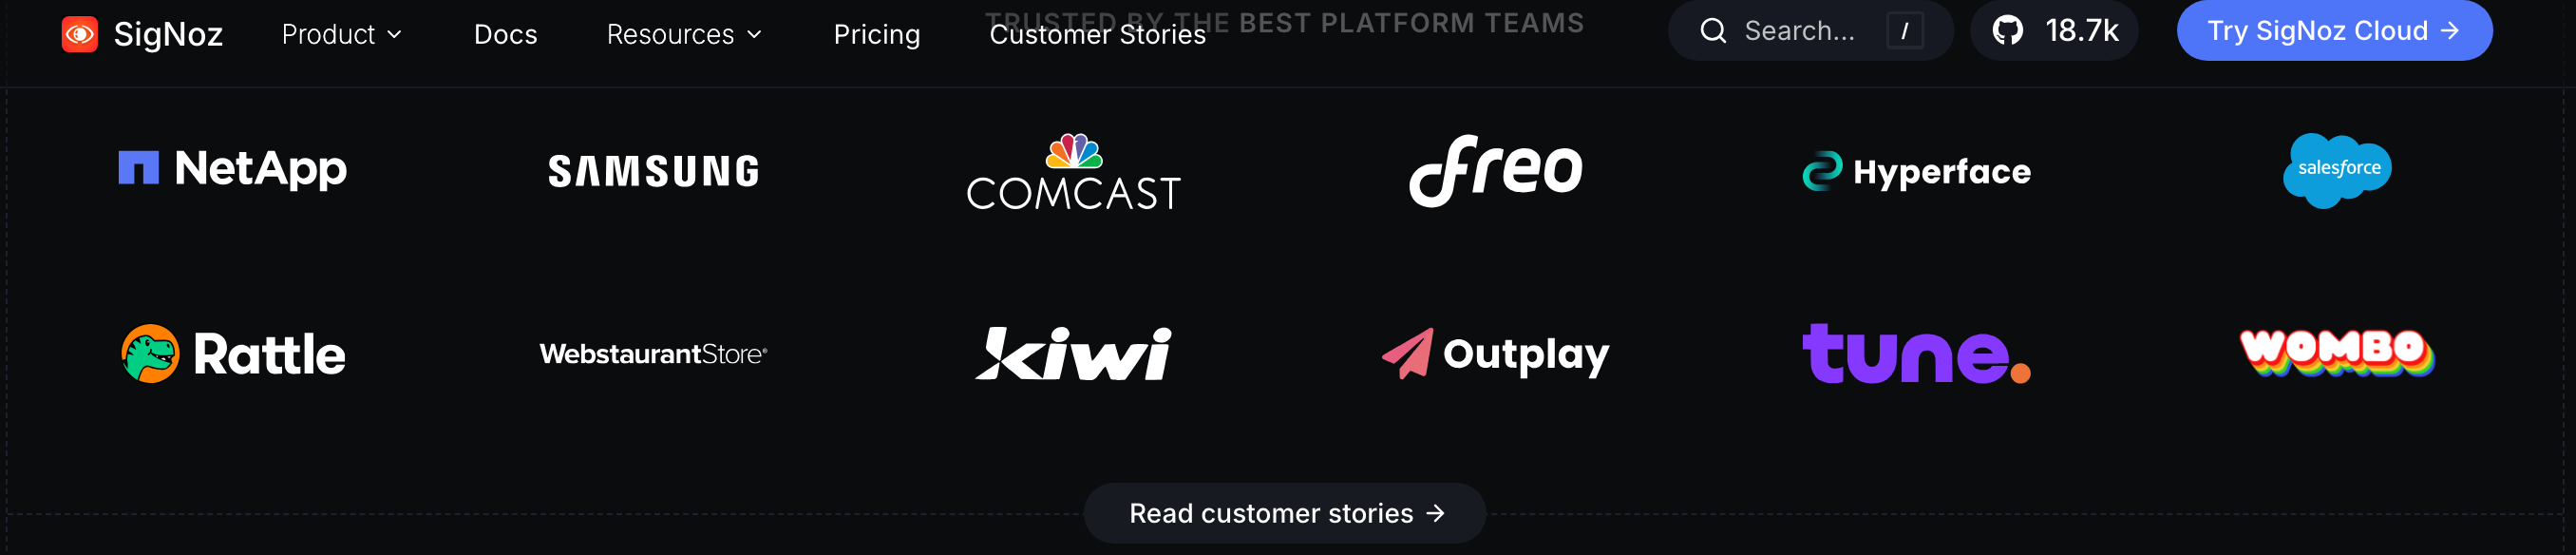 SigNoz Product Docs Resources Pricing Customer Stories Search... / 18.7k Try SigNoz Cloud →
TRUSTED BY THE BEST PLATFORM TEAMS
NetApp SAMSUNG COMCAST freo Hyperface salesforce
Rattle WebstaurantStore® kiwi Outplay tune. WOMBO
Read customer stories →